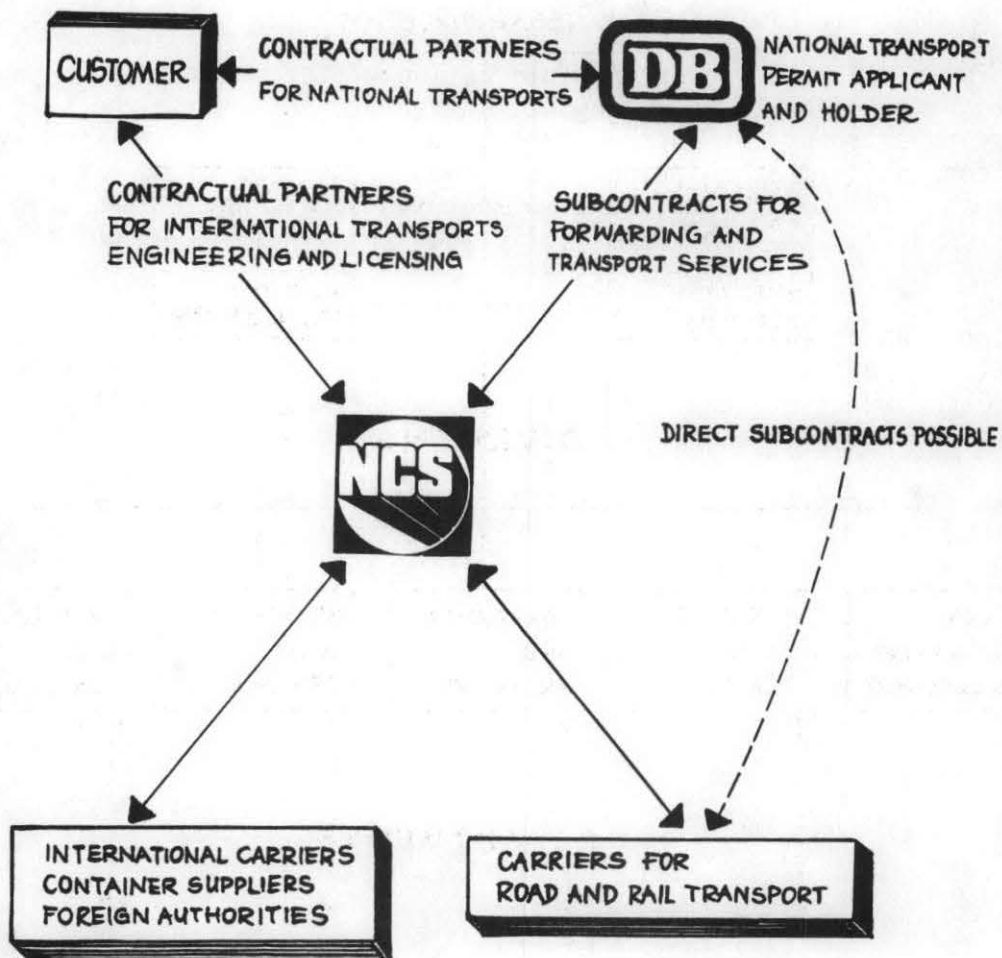 CUSTOMER
CONTRACTUAL PARTNERS
FOR NATIONAL TRANSPORTS
DB
NATIONAL TRANSPORT
PERMIT APPLICANT
AND HOLDER
CONTRACTUAL PARTNERS
FOR INTERNATIONAL TRANSPORTS
ENGINEERING AND LICENSING
SUBCONTRACTS FOR
FORWARDING AND
TRANSPORT SERVICES
DIRECT SUBCONTRACTS POSSIBLE
NCS
INTERNATIONAL CARRIERS
CONTAINER SUPPLIERS
FOREIGN AUTHORITIES
CARRIERS FOR
ROAD AND RAIL TRANSPORT